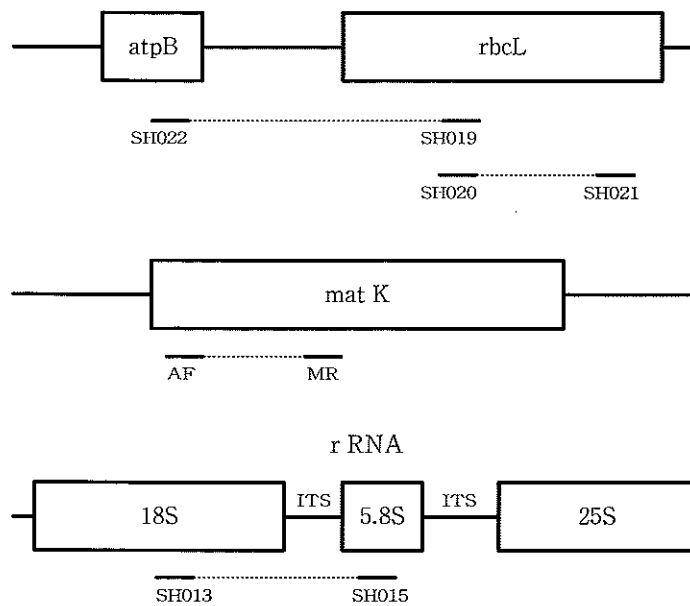 atpB rbcL
SH022 SH019
SH020 SH021
mat K
AF MR
r RNA
18S ITS 5.8S ITS 25S
SH013 SH015